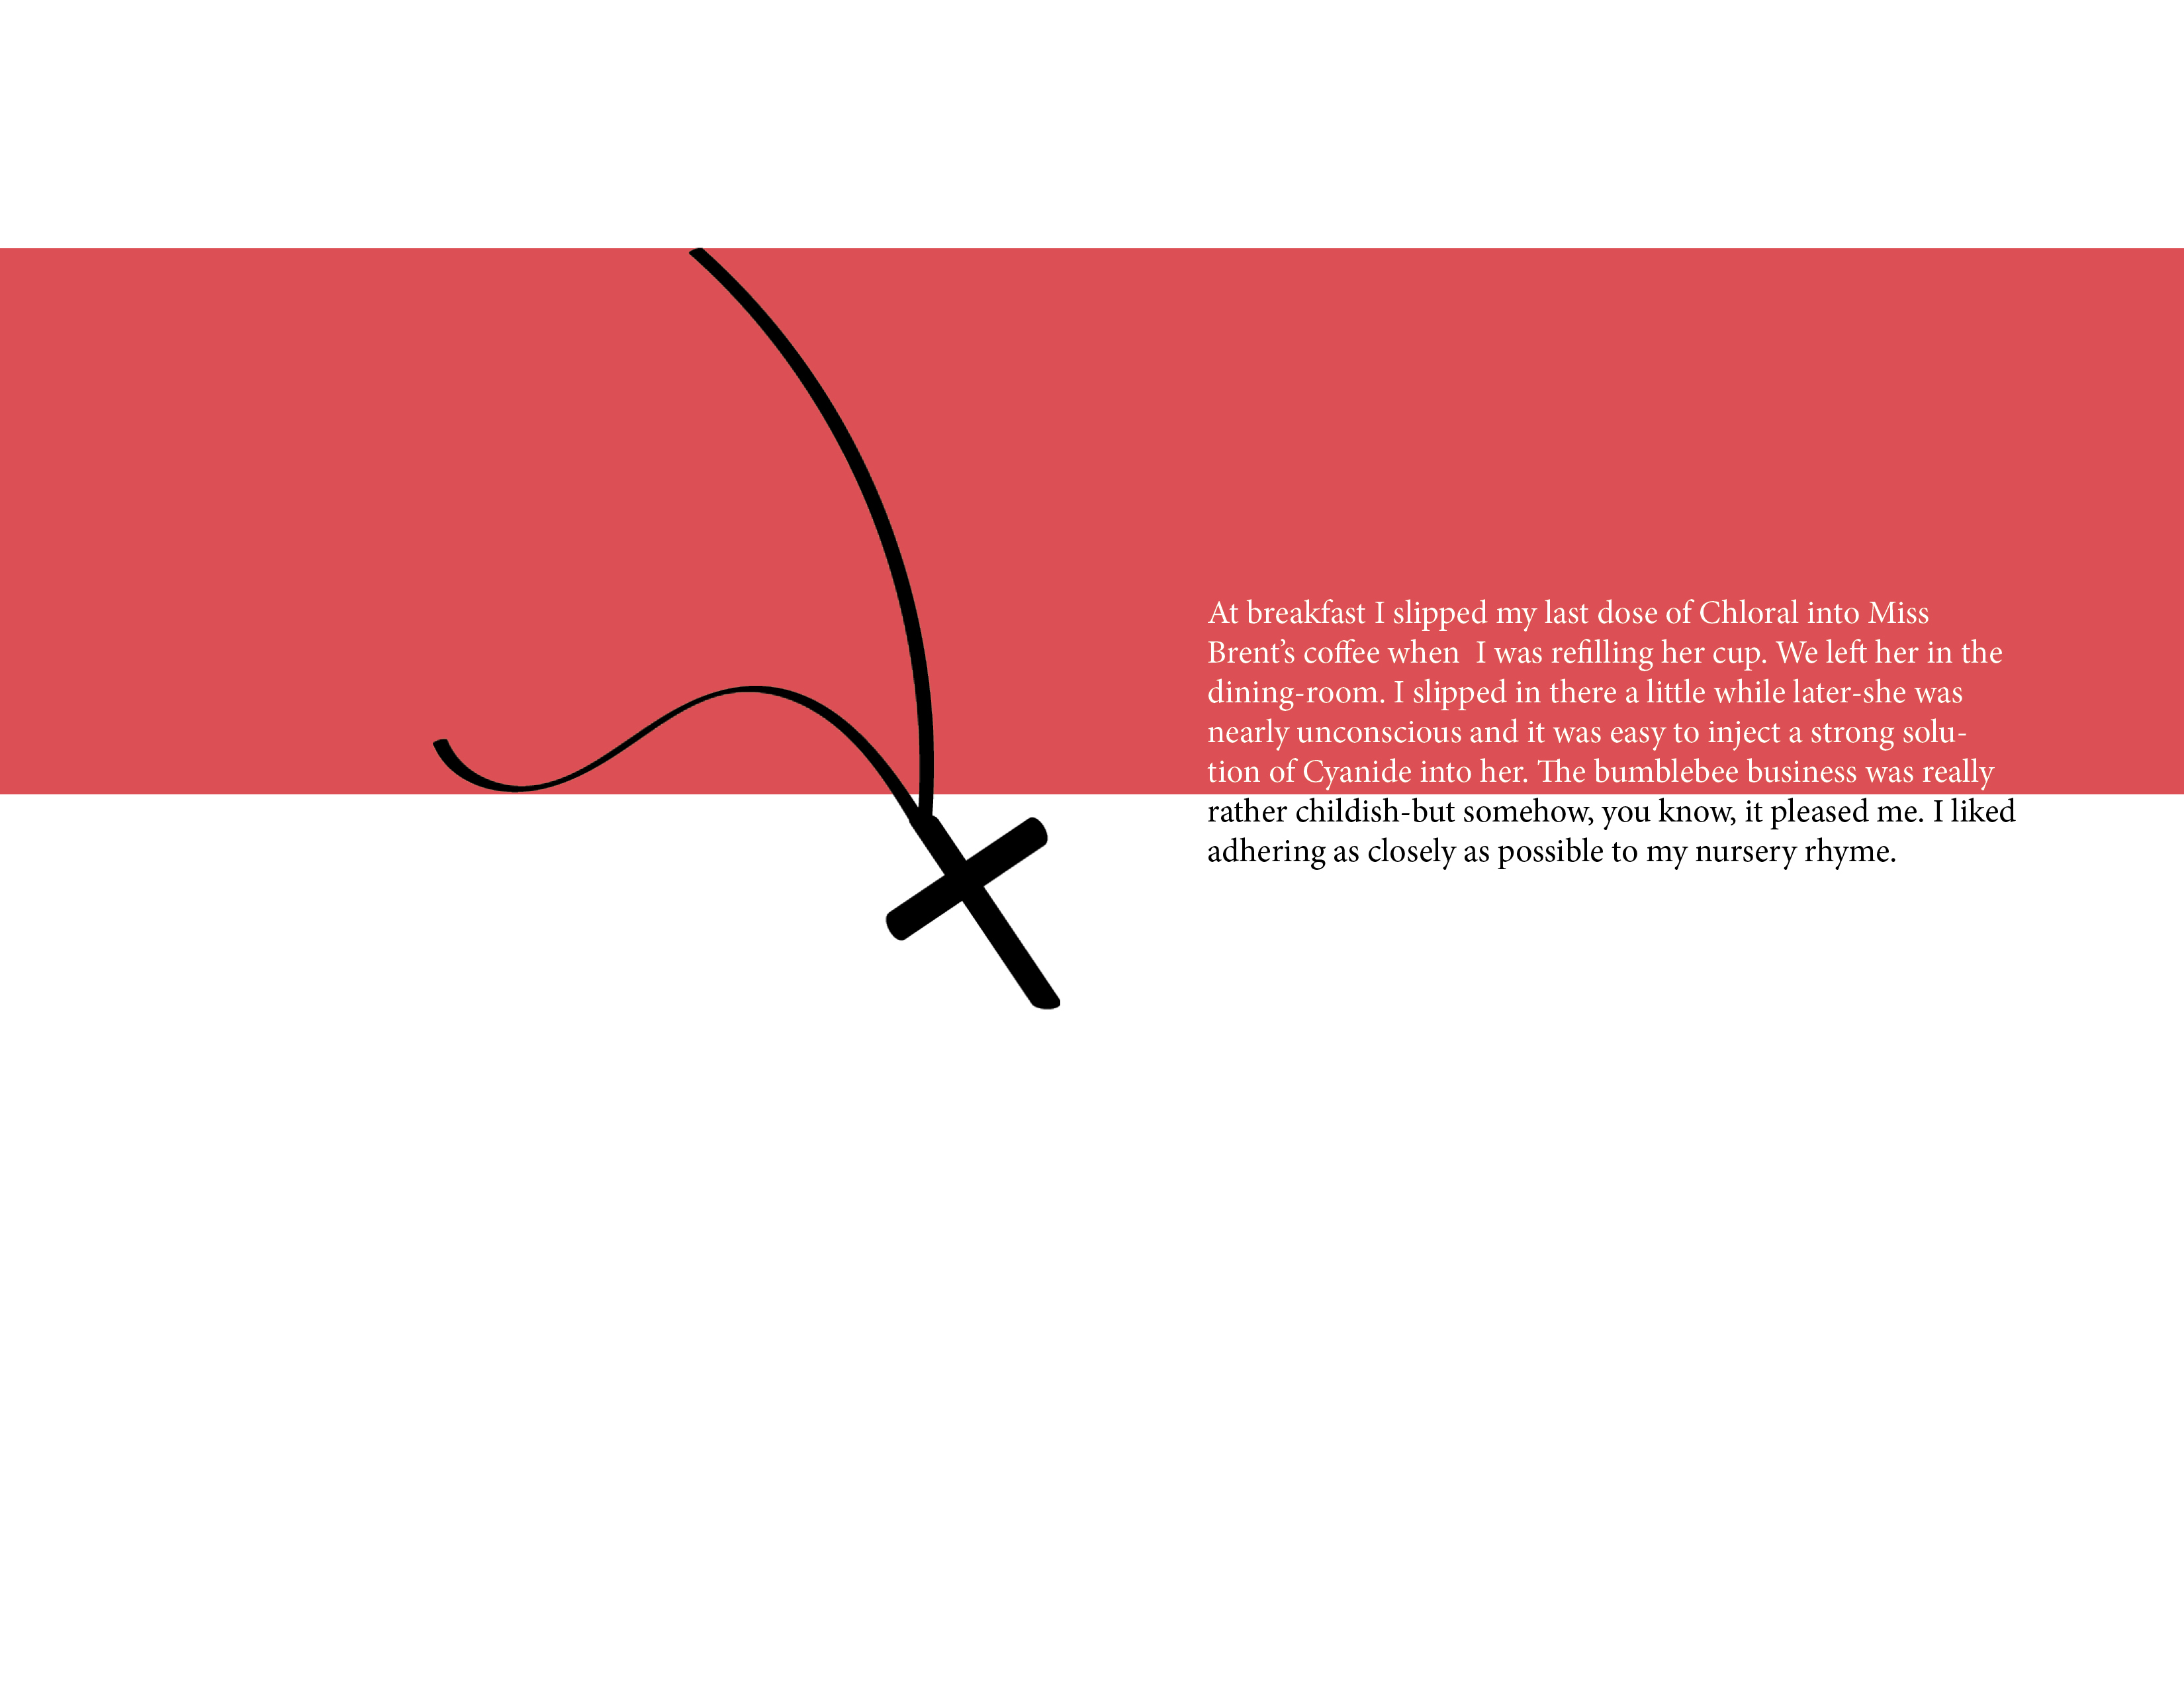 At breakfast I slipped my last dose of Chloral into Miss
Brent’s coffee when  I was refilling her cup. We left her in the
dining-room. I slipped in there a little while later-she was
nearly unconscious and it was easy to inject a strong solu-
tion of Cyanide into her. The bumblebee business was really
rather childish-but somehow, you know, it pleased me. I liked
adhering as closely as possible to my nursery rhyme.